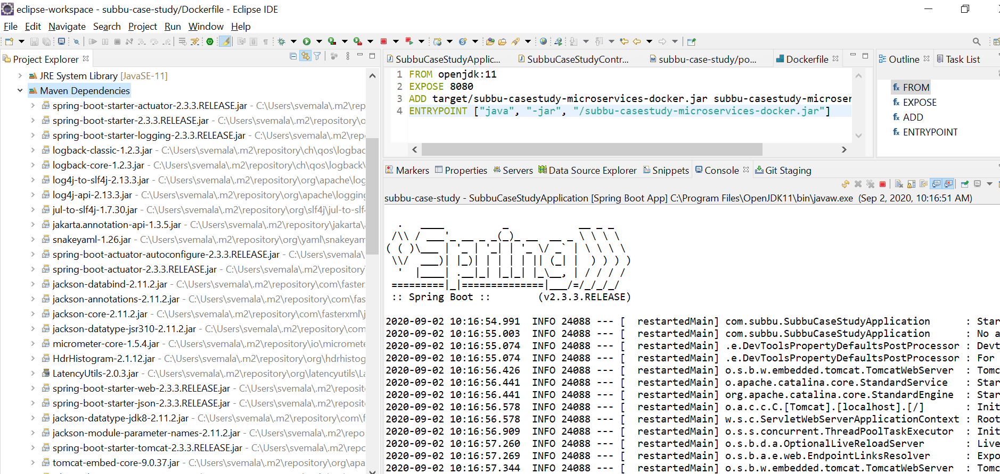 eclipse-workspace - subbu-case-study/Dockerfile - Eclipse IDE
File Edit Navigate Search Project Run Window Help
Project Explorer
JRE System Library [JavaSE-11]
Maven Dependencies
spring-boot-starter-actuator-2.3.3.RELEASE.jar - C:\Users\svemala\.m2\rep
spring-boot-starter-2.3.3.RELEASE.jar - C:\Users\svemala\.m2\repository\o
spring-boot-starter-logging-2.3.3.RELEASE.jar - C:\Users\svemala\.m2\rep
logback-classic-1.2.3.jar - C:\Users\svemala\.m2\repository\ch\qos\logbac
logback-core-1.2.3.jar - C:\Users\svemala\.m2\repository\ch\qos\logback\
log4j-to-slf4j-2.13.3.jar - C:\Users\svemala\.m2\repository\org\apache\log
log4j-api-2.13.3.jar - C:\Users\svemala\.m2\repository\org\apache\logging
jul-to-slf4j-1.7.30.jar - C:\Users\svemala\.m2\repository\org\slf4j\jul-to-slf4
jakarta.annotation-api-1.3.5.jar - C:\Users\svemala\.m2\repository\jakarta\
snakeyaml-1.26.jar - C:\Users\svemala\.m2\repository\org\yaml\snakeyam
spring-boot-actuator-autoconfigure-2.3.3.RELEASE.jar - C:\Users\svemala\
spring-boot-actuator-2.3.3.RELEASE.jar - C:\Users\svemala\.m2\repository
jackson-databind-2.11.2.jar - C:\Users\svemala\.m2\repository\com\faster
jackson-annotations-2.11.2.jar - C:\Users\svemala\.m2\repository\com\fas
jackson-core-2.11.2.jar - C:\Users\svemala\.m2\repository\com\fasterxml\j
jackson-datatype-jsr310-2.11.2.jar - C:\Users\svemala\.m2\repository\com
micrometer-core-1.5.4.jar - C:\Users\svemala\.m2\repository\io\micromete
HdrHistogram-2.1.12.jar - C:\Users\svemala\.m2\repository\org\hdrhistog
LatencyUtils-2.0.3.jar - C:\Users\svemala\.m2\repository\org\latencyutils\La
spring-boot-starter-web-2.3.3.RELEASE.jar - C:\Users\svemala\.m2\reposit
spring-boot-starter-json-2.3.3.RELEASE.jar - C:\Users\svemala\.m2\reposit
jackson-datatype-jdk8-2.11.2.jar - C:\Users\svemala\.m2\repository\com\f
jackson-module-parameter-names-2.11.2.jar - C:\Users\svemala\.m2\repo
spring-boot-starter-tomcat-2.3.3.RELEASE.jar - C:\Users\svemala\.m2\repo
tomcat-embed-core-9.0.37.jar - C:\Users\svemala\.m2\repository\org\apa
SubbuCaseStudyApplic... SubbuCaseStudyContr... subbu-case-study/po... Dockerfile
1 FROM openjdk:11
2 EXPOSE 8080
3 ADD target/subbu-casestudy-microservices-docker.jar subbu-casestudy-microser
4 ENTRYPOINT ["java", "-jar", "/subbu-casestudy-microservices-docker.jar"]
Outline Task List
FROM
EXPOSE
ADD
ENTRYPOINT
Markers Properties Servers Data Source Explorer Snippets Console Git Staging
subbu-case-study - SubbuCaseStudyApplication [Spring Boot App] C:\Program Files\OpenJDK11\bin\javaw.exe (Sep 2, 2020, 10:16:51 AM)
Spring
:: Spring Boot :: (v2.3.3.RELEASE)
2020-09-02 10:16:54.991 INFO 24088 --- [ restartedMain] com.subbu.SubbuCaseStudyApplication : Star
2020-09-02 10:16:55.003 INFO 24088 --- [ restartedMain] com.subbu.SubbuCaseStudyApplication : No a
2020-09-02 10:16:55.074 INFO 24088 --- [ restartedMain] .e.DevToolsPropertyDefaultsPostProcessor : Devt
2020-09-02 10:16:55.074 INFO 24088 --- [ restartedMain] .e.DevToolsPropertyDefaultsPostProcessor : For
2020-09-02 10:16:56.426 INFO 24088 --- [ restartedMain] o.s.b.w.embedded.tomcat.TomcatWebServer : Tomc
2020-09-02 10:16:56.441 INFO 24088 --- [ restartedMain] o.apache.catalina.core.StandardService : Star
2020-09-02 10:16:56.441 INFO 24088 --- [ restartedMain] org.apache.catalina.core.StandardEngine : Star
2020-09-02 10:16:56.578 INFO 24088 --- [ restartedMain] o.a.c.c.C.[Tomcat].[localhost].[/] : Init
2020-09-02 10:16:56.578 INFO 24088 --- [ restartedMain] w.s.c.ServletWebServerApplicationContext : Root
2020-09-02 10:16:56.909 INFO 24088 --- [ restartedMain] o.s.s.concurrent.ThreadPoolTaskExecutor : Init
2020-09-02 10:16:57.260 INFO 24088 --- [ restartedMain] o.s.b.d.a.OptionalLiveReloadServer : Live
2020-09-02 10:16:57.269 INFO 24088 --- [ restartedMain] o.s.b.a.e.web.EndpointLinksResolver : Expo
2020-09-02 10:16:57.344 INFO 24088 --- [ restartedMain] o.s.b.w.embedded.tomcat.TomcatWebServer : Tomc